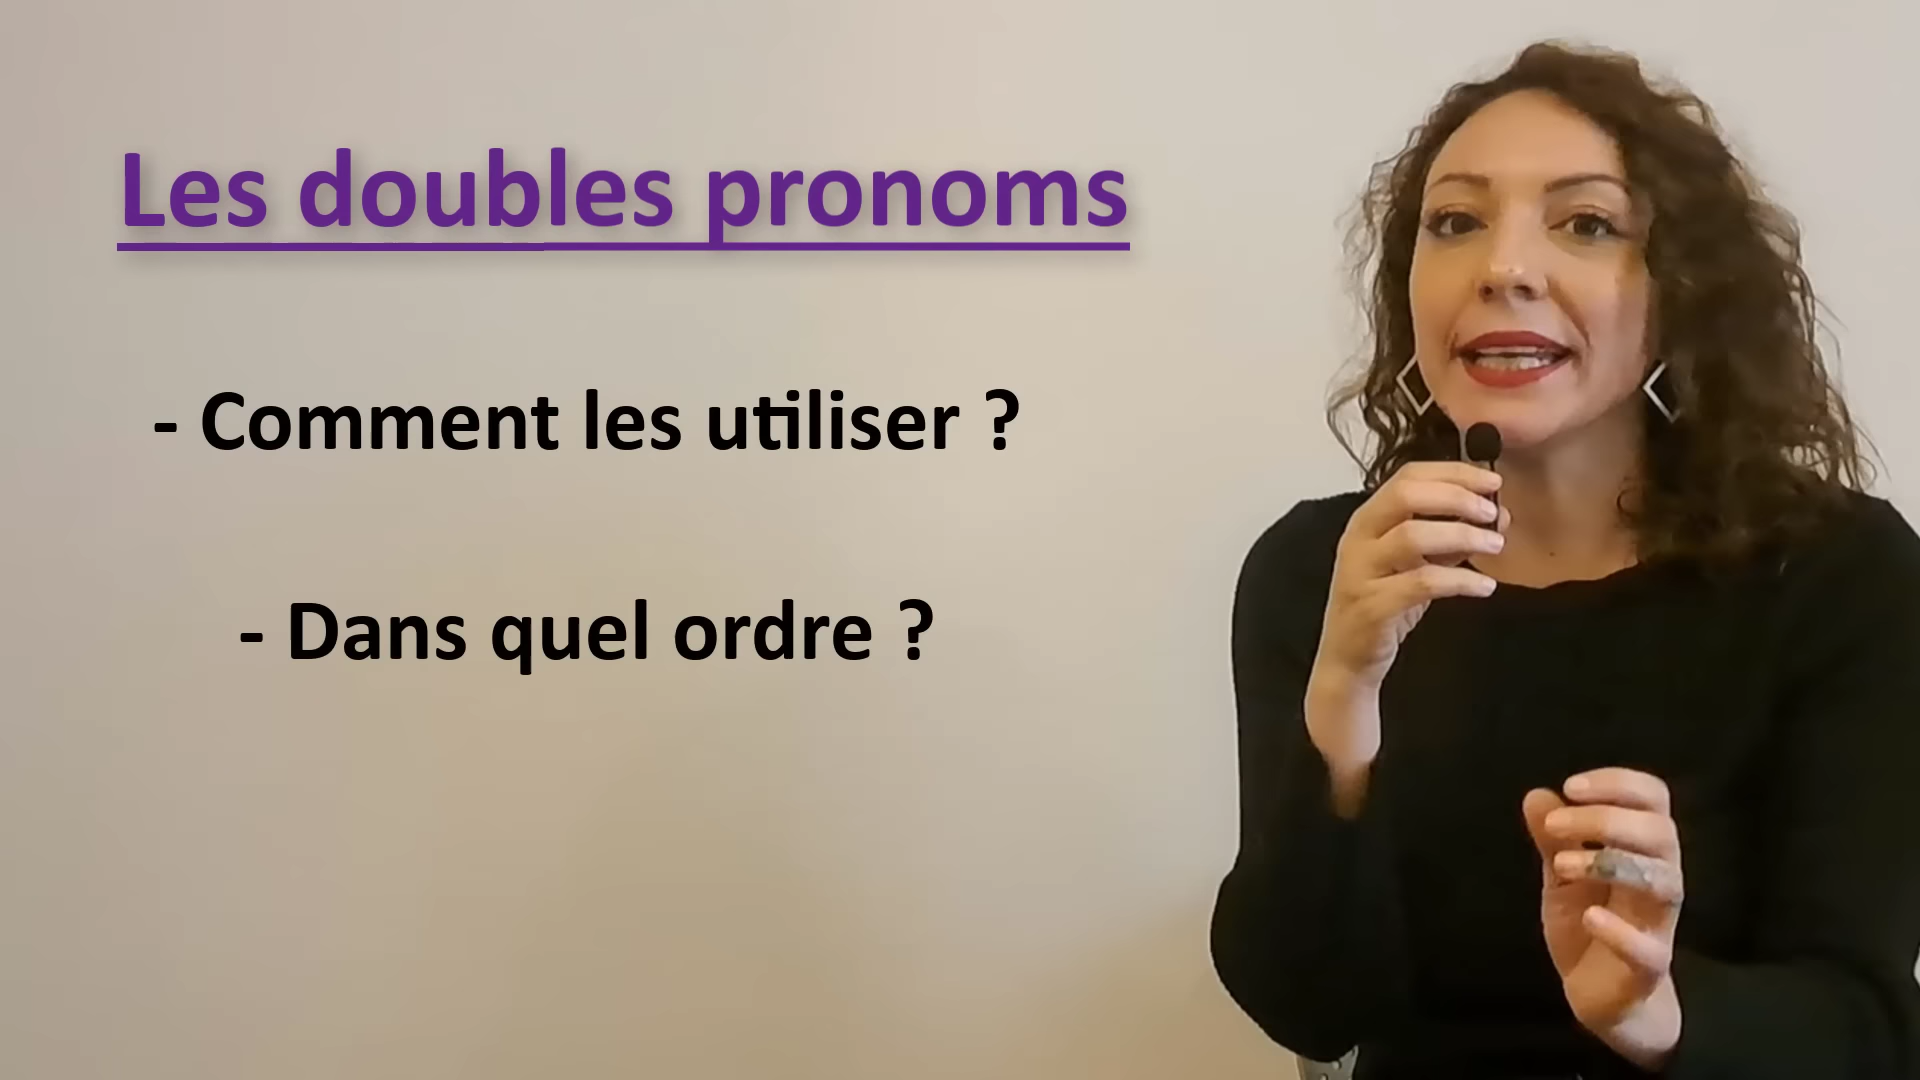 Les doubles pronoms
- Comment les utiliser ?
- Dans quel ordre ?